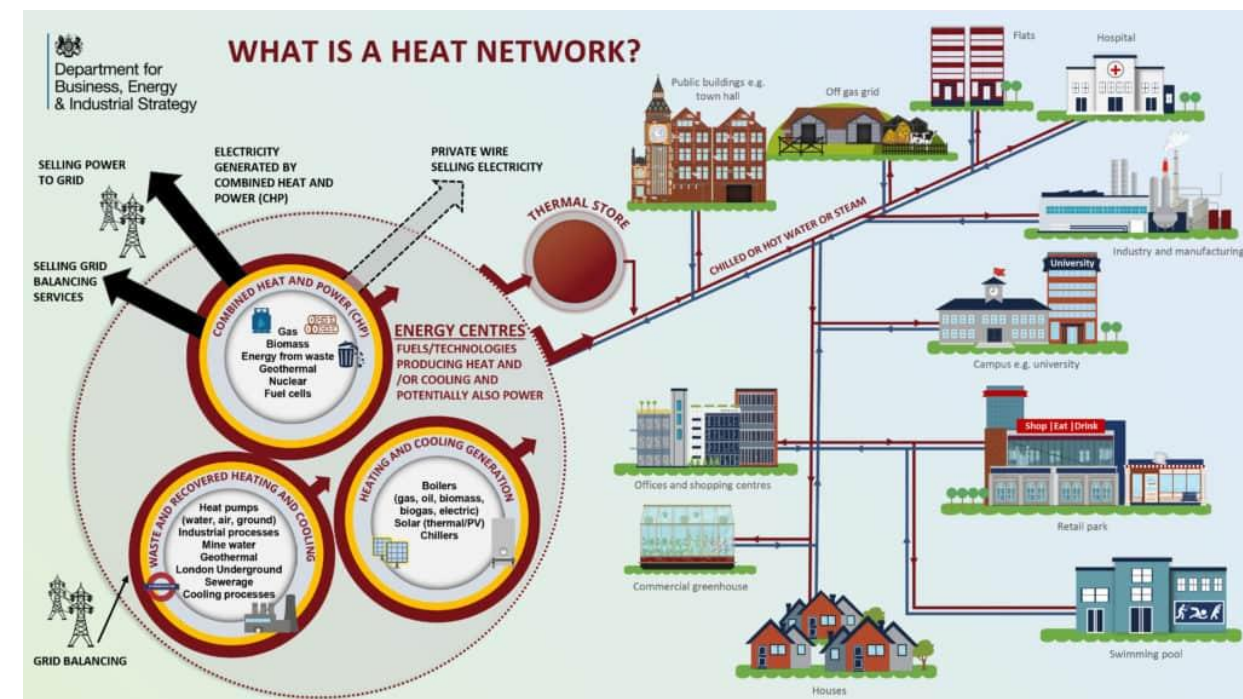 Department for
Business, Energy
& Industrial Strategy
WHAT IS A HEAT NETWORK?
SELLING POWER
TO GRID
ELECTRICITY
GENERATED BY
COMBINED HEAT AND
POWER (CHP)
PRIVATE WIRE
SELLING ELECTRICITY
SELLING GRID
BALANCING
SERVICES
THERMAL STORE
COMBINED HEAT AND POWER (CHP)
Gas
Biomass
Energy from waste
Geothermal
Nuclear
Fuel cells
ENERGY CENTRES
FUELS/TECHNOLOGIES
PRODUCING HEAT AND
/OR COOLING AND
POTENTIALLY ALSO POWER
WASTE AND RECOVERED HEATING AND COOLING
Heat pumps
(water, air, ground)
Industrial processes
Mine water
Geothermal
London Underground
Sewerage
Cooling processes
HEATING AND COOLING GENERATION
Boilers
(gas, oil, biomass,
biogas, electric)
Solar (thermal/PV)
Chillers
GRID BALANCING
CHILLED OR HOT WATER OR STEAM
Public buildings e.g.
town hall
Off gas grid
Flats
Hospital
Industry and manufacturing
University
Campus e.g. university
Offices and shopping centres
Shop |Eat |Drink
Retail park
Commercial greenhouse
Houses
Swimming pool